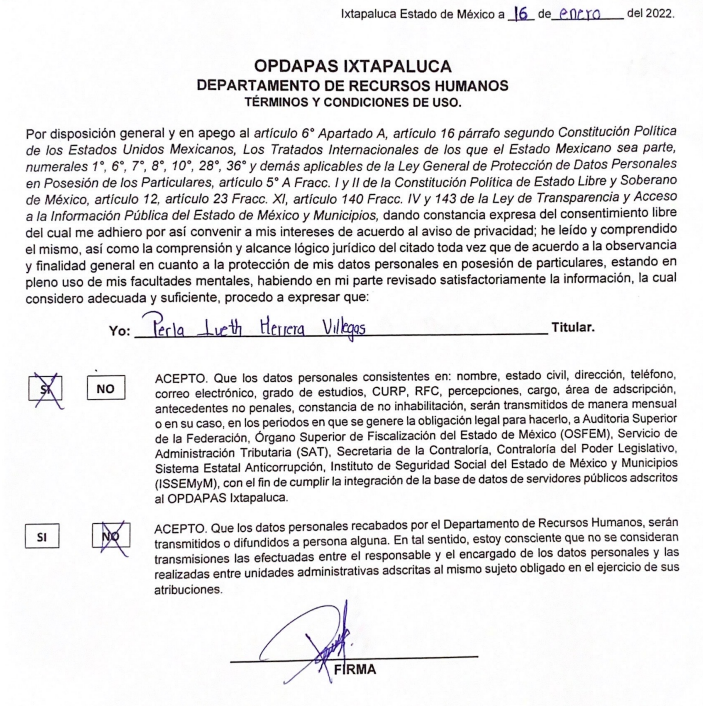 Ixtapaluca Estado de México a 16 de enero del 2022.
OPDAPAS IXTAPALUCA
DEPARTAMENTO DE RECURSOS HUMANOS
TÉRMINOS Y CONDICIONES DE USO.
Por disposición general y en apego al artículo 6° Apartado A, artículo 16 párrafo segundo Constitución Política
de los Estados Unidos Mexicanos, Los Tratados Internacionales de los que el Estado Mexicano sea parte,
numerales 1°, 6°, 7°, 8°, 10°, 28°, 36° y demás aplicables de la Ley General de Protección de Datos Personales
en Posesión de los Particulares, artículo 5° A Fracc. I y II de la Constitución Política de Estado Libre y Soberano
de México, artículo 12, artículo 23 Fracc. XI, artículo 140 Fracc. IV y 143 de la Ley de Transparencia y Acceso
a la Información Pública del Estado de México y Municipios, dando constancia expresa del consentimiento libre
del cual me adhiero por así convenir a mis intereses de acuerdo al aviso de privacidad; he leído y comprendido
el mismo, así como la comprensión y alcance lógico jurídico del citado toda vez que de acuerdo a la observancia
y finalidad general en cuanto a la protección de mis datos personales en posesión de particulares, estando en
pleno uso de mis facultades mentales, habiendo en mi parte revisado satisfactoriamente la información, la cual
considero adecuada y suficiente, procedo a expresar que:
Yo: Perla Lueth Herrera Villegas Titular.
SI NO ACEPTO. Que los datos personales consistentes en: nombre, estado civil, dirección, teléfono,
correo electrónico, grado de estudios, CURP, RFC, percepciones, cargo, área de adscripción,
antecedentes no penales, constancia de no inhabilitación, serán transmitidos de manera mensual
o en su caso, en los periodos en que se genere la obligación legal para hacerlo, a Auditoria Superior
de la Federación, Órgano Superior de Fiscalización del Estado de México (OSFEM), Servicio de
Administración Tributaria (SAT), Secretaria de la Contraloría, Contraloría del Poder Legislativo,
Sistema Estatal Anticorrupción, Instituto de Seguridad Social del Estado de México y Municipios
(ISSEMyM), con el fin de cumplir la integración de la base de datos de servidores públicos adscritos
al OPDAPAS Ixtapaluca.
SI NO ACEPTO. Que los datos personales recabados por el Departamento de Recursos Humanos, serán
transmitidos o difundidos a persona alguna. En tal sentido, estoy consciente que no se consideran
transmisiones las efectuadas entre el responsable y el encargado de los datos personales y las
realizadas entre unidades administrativas adscritas al mismo sujeto obligado en el ejercicio de sus
atribuciones.
FIRMA